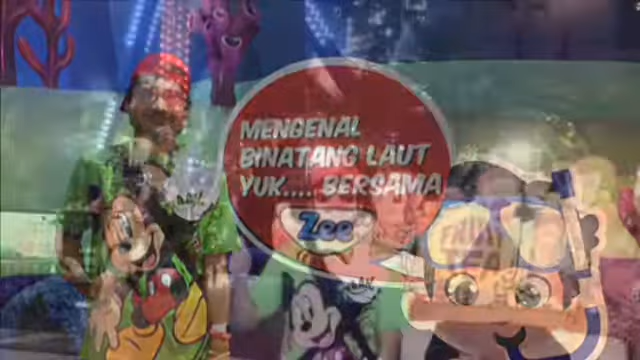 MENGENAL
BINATANG LAUT
YUK.... BERSAMA
Zee